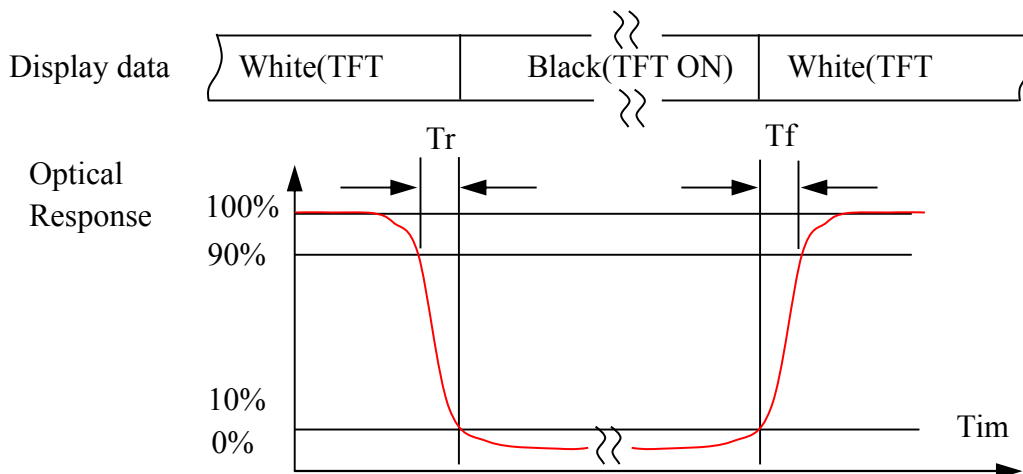 Display data White(TFT Black(TFT ON) White(TFT
Tr Tf
Optical
Response
100%
90%
10%
0%
Tim